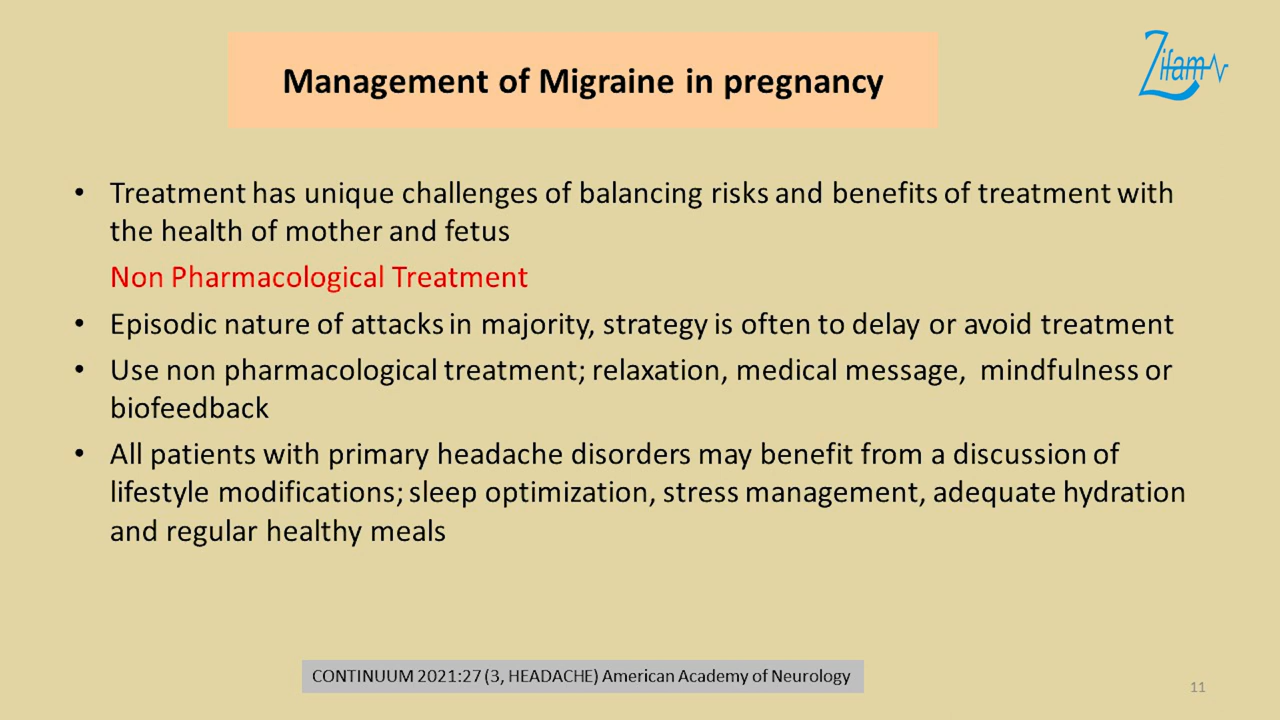 Zifam
Management of Migraine in pregnancy
• Treatment has unique challenges of balancing risks and benefits of treatment with
the health of mother and fetus
Non Pharmacological Treatment
• Episodic nature of attacks in majority, strategy is often to delay or avoid treatment
• Use non pharmacological treatment; relaxation, medical message,  mindfulness or
biofeedback
• All patients with primary headache disorders may benefit from a discussion of
lifestyle modifications; sleep optimization, stress management, adequate hydration
and regular healthy meals
CONTINUUM 2021:27 (3, HEADACHE) American Academy of Neurology
11